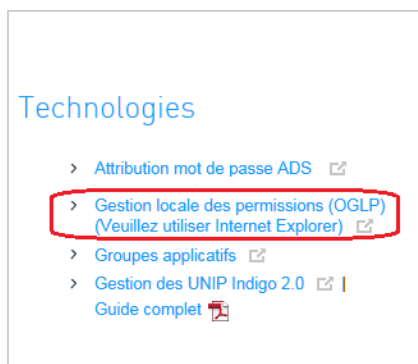 Technologies
Attribution mot de passe ADS
Gestion locale des permissions (OGLP)
(Veuillez utiliser Internet Explorer)
Groupes applicatifs
Gestion des UNIP Indigo 2.0 |
Guide complet